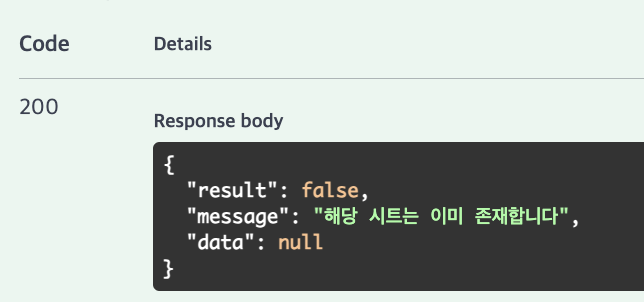 Code Details
200
Response body
{
"result": false,
"message": "해당 시트는 이미 존재합니다",
"data": null
}